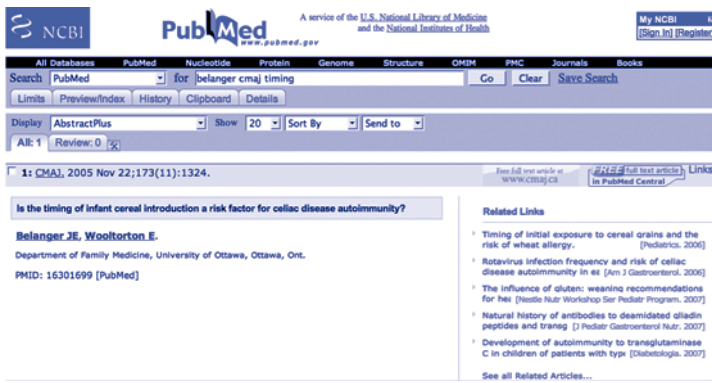 NCBI
PubMed
www.pubmed.gov
A service of the U.S. National Library of Medicine
and the National Institutes of Health
My NCBI
[Sign In] [Register
All Databases PubMed Nucleotide Protein Genome Structure OMIM PMC Journals Books
Search PubMed for belanger cmaj timing Go Clear Save Search
Limits Preview/Index History Clipboard Details
Display AbstractPlus Show 20 Sort By Send to
All: 1 Review: 0
1: CMAJ. 2005 Nov 22;173(11):1324.
Free full text article at
www.cmaj.ca
FREE full text article
in PubMed Central
Links
Is the timing of infant cereal introduction a risk factor for celiac disease autoimmunity?
Belanger JE, Wooltorton E.
Department of Family Medicine, University of Ottawa, Ottawa, Ont.
PMID: 16301699 [PubMed]
Related Links
Timing of initial exposure to cereal grains and the
risk of wheat allergy. [Pediatrics. 2006]
Rotavirus infection frequency and risk of celiac
disease autoimmunity in [Am J Gastroenterol. 2006]
The influence of gluten: weaning recommendations
for [Nestle Nutr Workshop Ser Pediatr Program. 2007]
Natural history of antibodies to deamidated gliadin
peptides and transg [J Pediatr Gastroenterol Nutr. 2007]
Development of autoimmunity to transglutaminase
C in children of patients with type [Diabetologia. 2007]
See all Related Articles...